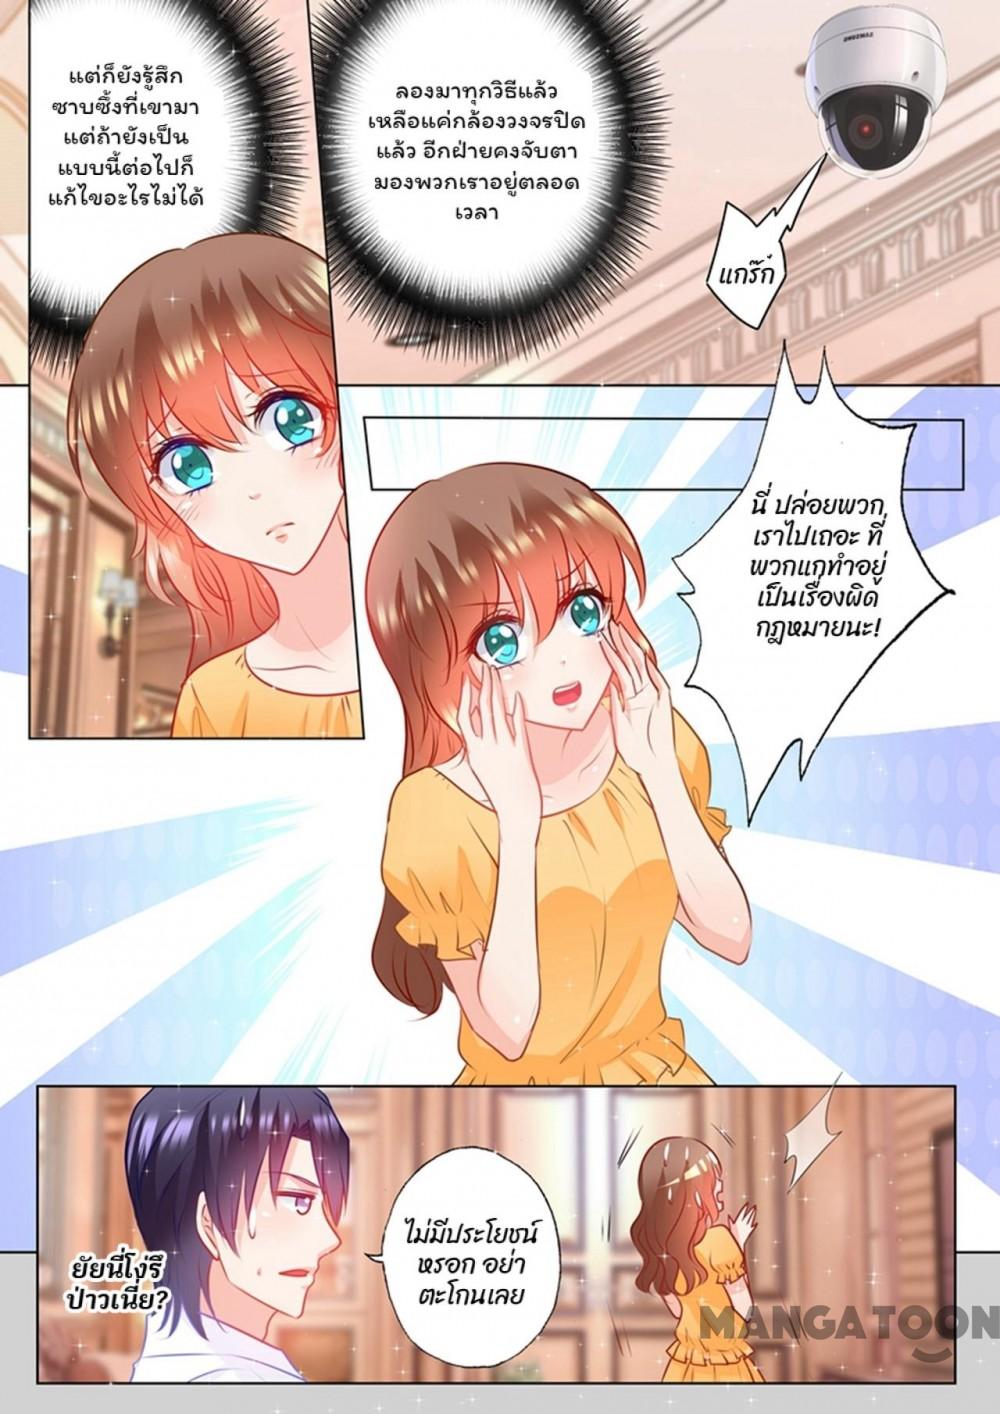 แต่ก็ยังรู้สึก
ซาบซึ้งที่เขามา
แต่ถ้ายังเป็น
แบบนี้ต่อไปก็
แก้ไขอะไรไม่ได้
ลองมาทุกวิธีแล้ว
เหลือแค่กล้องวงจรปิด
แล้ว อีกฝ่ายคงจับตา
มองพวกเราอยู่ตลอด
เวลา
SAMSUNG
แกร๊ก
นี่ ปล่อยพวก
เราไปเถอะ ที่
พวกแกทำอยู่
เป็นเรื่องผิด
กฎหมายนะ!
ยัยนี่โง่รึ
ป่าวเนี่ย?
ไม่มีประโยชน์
หรอก อย่า
ตะโกนเลย
MANGATOON